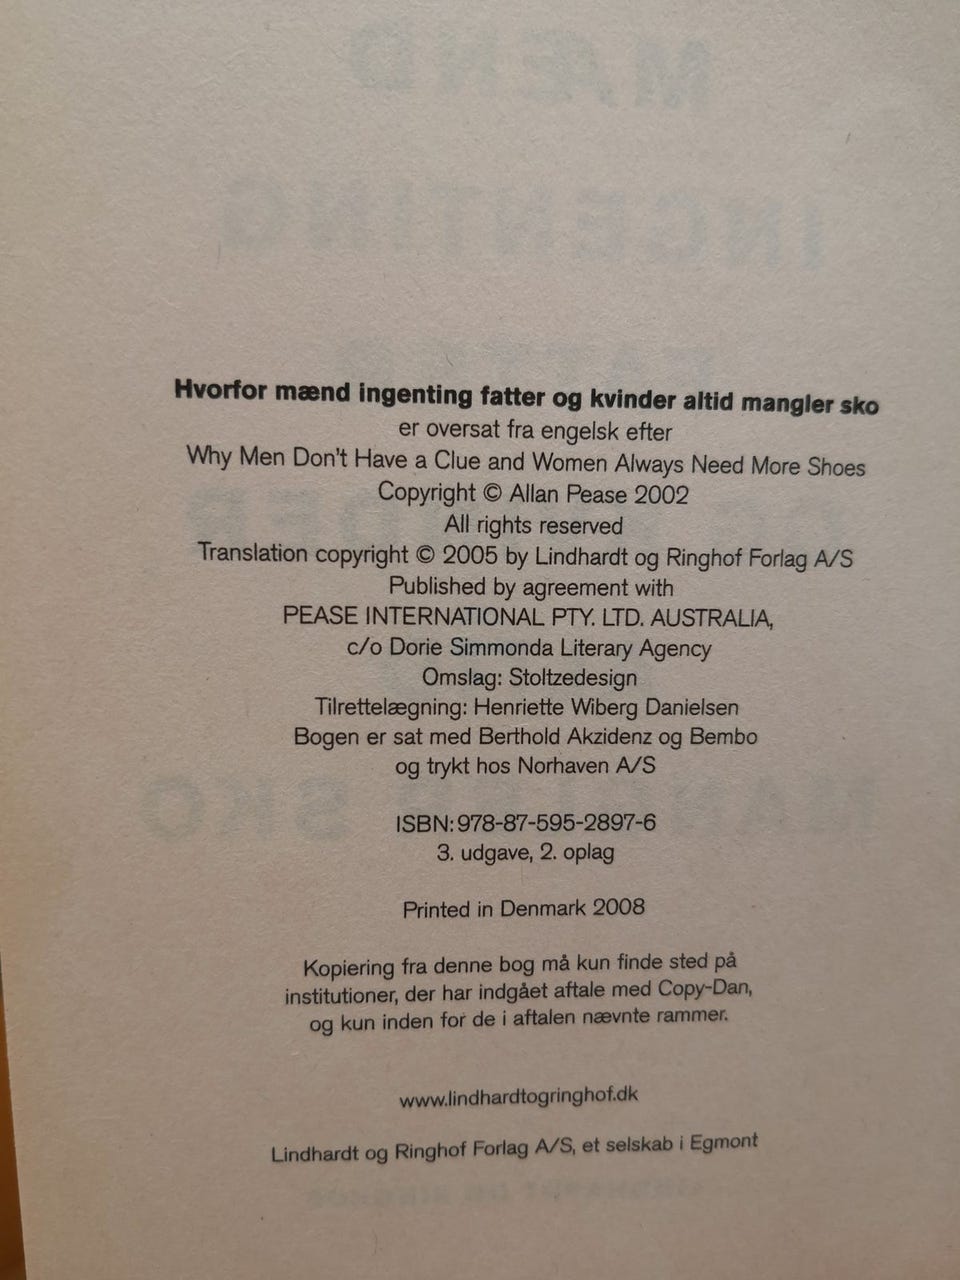 Hvorfor mænd ingenting fatter og kvinder altid mangler sko
er oversat fra engelsk efter
Why Men Don't Have a Clue and Women Always Need More Shoes
Copyright © Allan Pease 2002
All rights reserved
Translation copyright © 2005 by Lindhardt og Ringhof Forlag A/S
Published by agreement with
PEASE INTERNATIONAL PTY. LTD. AUSTRALIA,
c/o Dorie Simmonda Literary Agency
Omslag: Stoltzedesign
Tilrettelægning: Henriette Wiberg Danielsen
Bogen er sat med Berthold Akzidenz og Bembo
og trykt hos Norhaven A/S
ISBN: 978-87-595-2897-6
3. udgave, 2. oplag
Printed in Denmark 2008
Kopiering fra denne bog må kun finde sted på
institutioner, der har indgået aftale med Copy-Dan,
og kun inden for de i aftalen nævnte rammer.
www.lindhardtogringhof.dk
Lindhardt og Ringhof Forlag A/S, et selskab i Egmont